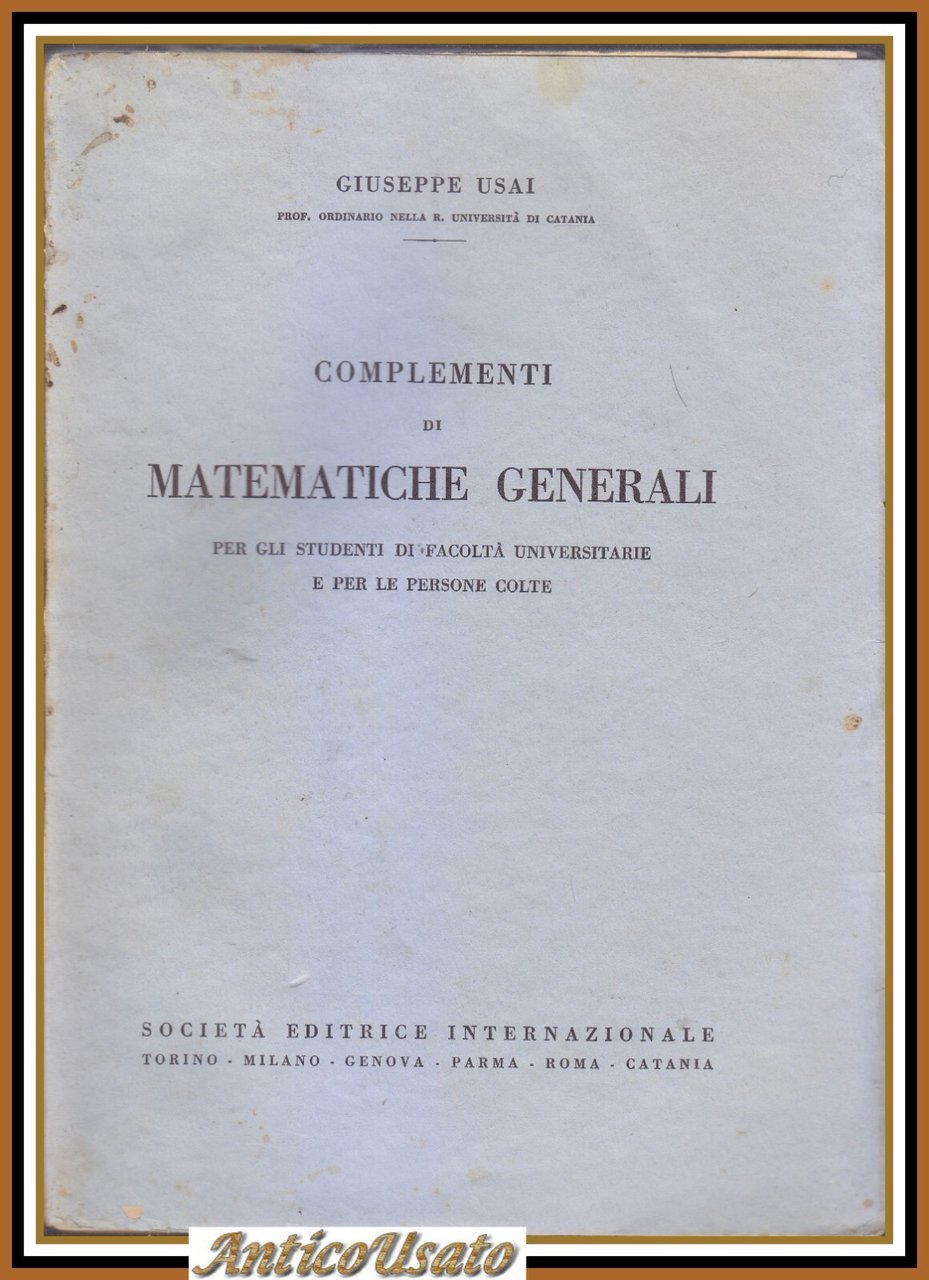 GIUSEPPE USAI
PROF. ORDINARIO NELLA R. UNIVERSITÀ DI CATANIA
COMPLEMENTI
DI
MATEMATICHE GENERALI
PER GLI STUDENTI DI FACOLTÀ UNIVERSITARIE
E PER LE PERSONE COLTE
SOCIETÀ EDITRICE INTERNAZIONALE
TORINO - MILANO - GENOVA - PARMA - ROMA - CATANIA
AnticoUsato